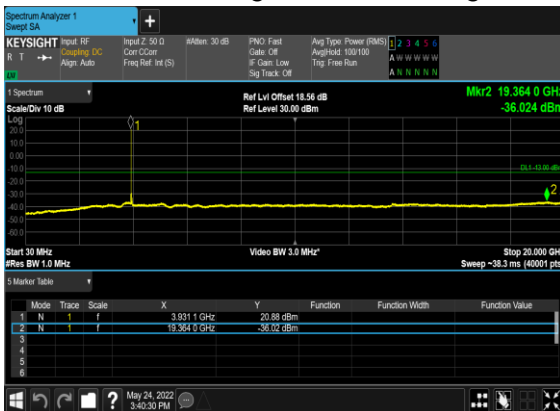 Spectrum Analyzer 1
Swept SA
KEYSIGHT
R T
LV
Input: RF
Coupling: DC
Align: Auto
Input Z: 50 Ω
Corr CCorr
Freq Ref: Int (S)
#Atten: 30 dB
PNO: Fast
Gate: Off
IF Gain: Low
Sig Track: Off
Avg Type: Power (RMS)
Avg|Hold: 100/100
Trig: Free Run
1 2 3 4 5 6
A W W W W W
A N N N N N
1 Spectrum
Scale/Div 10 dB
Ref Lvl Offset 18.56 dB
Ref Level 30.00 dBm
Mkr2 19.364 0 GHz
-36.024 dBm
Log
20.0
10.0
0.00
-10.0
-20.0
-30.0
-40.0
-50.0
-60.0
1
DL1 -13.00 dBm
2
Start 30 MHz
#Res BW 1.0 MHz
Video BW 3.0 MHz*
Stop 20.000 GH
Sweep ~38.3 ms (40001 pts
5 Marker Table
Mode Trace Scale X Y Function Function Width Function Value
1 N 1 f 3.931 1 GHz 20.88 dBm
2 N 1 f 19.364 0 GHz -36.02 dBm
3
4
5
6
?
May 24, 2022
3:40:30 PM